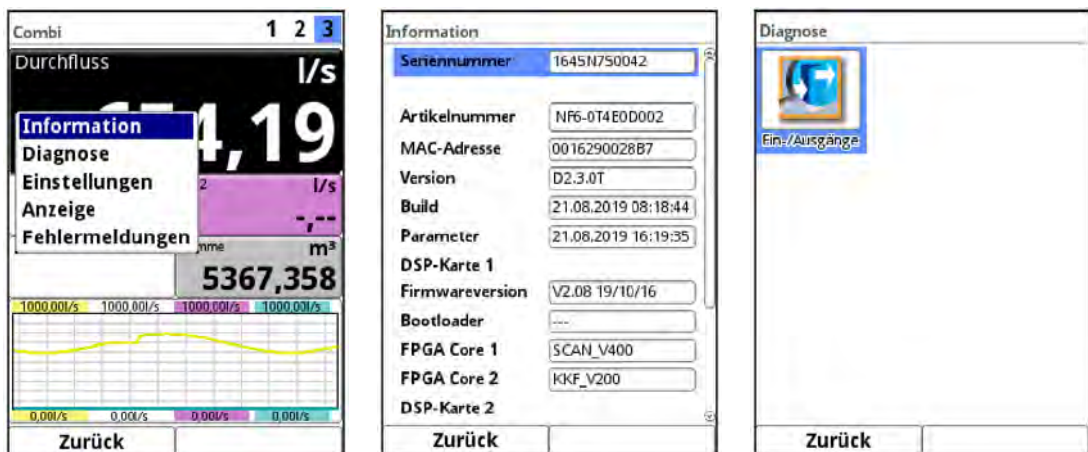 Combi 1 2 3
Durchfluss l/s
4,19
Information
Diagnose
Einstellungen
Anzeige
Fehlermeldungen
2 l/s
-,--
mme m³
5367,358
1000,00l/s 1000,00l/s 1000,00l/s 1000,00l/s
0,00l/s 0,00l/s 0,00l/s 0,00l/s
Zurück
Information
Seriennummer 1645N750042
Artikelnummer NF6-0T4E0D002
MAC-Adresse 0016290028B7
Version D2.3.0T
Build 21.08.2019 08:18:44
Parameter 21.08.2019 16:19:35
DSP-Karte 1
Firmwareversion V2.08 19/10/16
Bootloader ---
FPGA Core 1 SCAN_V400
FPGA Core 2 KKF_V200
DSP-Karte 2
Zurück
Diagnose
Ein-/Ausgänge
Zurück